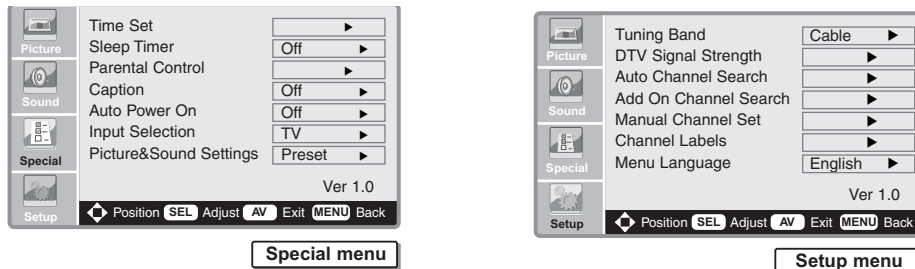 Picture
Sound
Special
Setup
Time Set
Sleep Timer Off
Parental Control
Caption Off
Auto Power On Off
Input Selection TV
Picture&Sound Settings Preset
Ver 1.0
Position SEL Adjust AV Exit MENU Back
Special menu
Picture
Sound
Special
Setup
Tuning Band Cable
DTV Signal Strength
Auto Channel Search
Add On Channel Search
Manual Channel Set
Channel Labels
Menu Language English
Ver 1.0
Position SEL Adjust AV Exit MENU Back
Setup menu